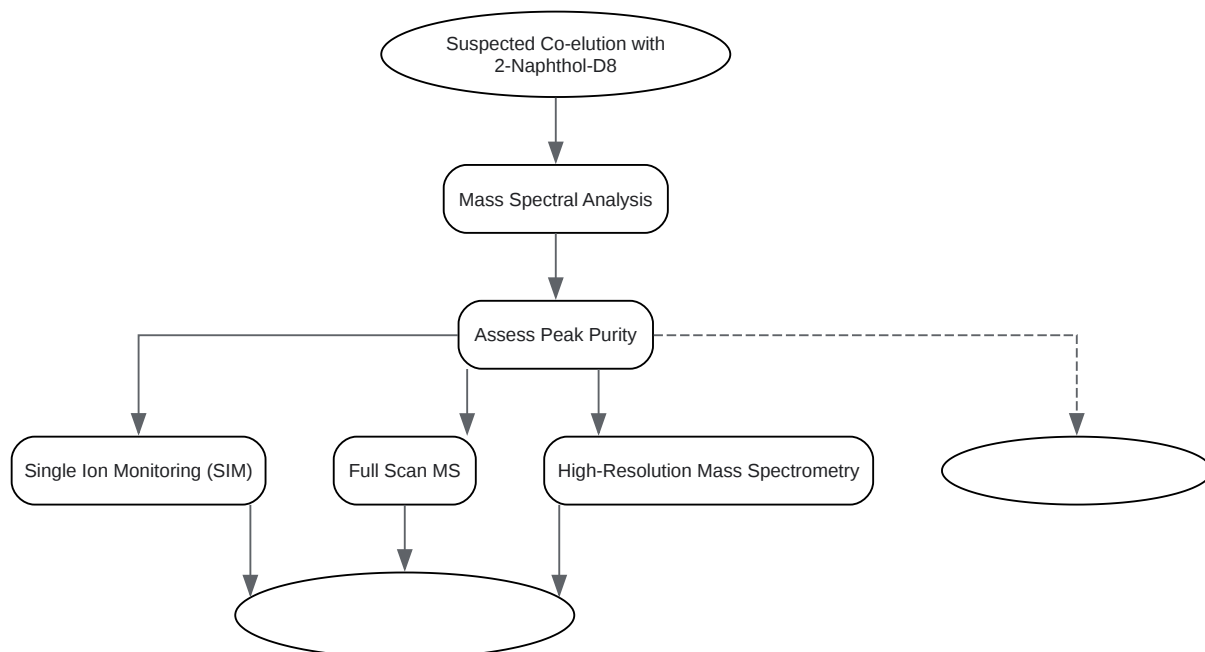 Suspected Co-elution with
2-Naphthol-D8
Mass Spectral Analysis
Assess Peak Purity
Single Ion Monitoring (SIM)
Full Scan MS
High-Resolution Mass Spectrometry